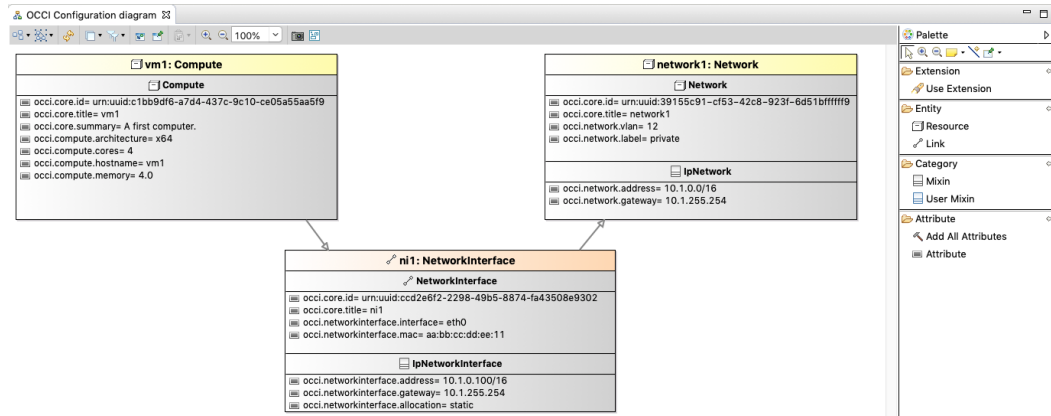 OCCI Configuration diagram
100%
vm1: Compute
Compute
occi.core.id= urn:uuid:c1bb9df6-a7d4-437c-9c10-ce05a55aa5f9
occi.core.title= vm1
occi.core.summary= A first computer.
occi.compute.architecture= x64
occi.compute.cores= 4
occi.compute.hostname= vm1
occi.compute.memory= 4.0
network1: Network
Network
occi.core.id= urn:uuid:39155c91-cf53-42c8-923f-6d51bffffff9
occi.core.title= network1
occi.network.vlan= 12
occi.network.label= private
IpNetwork
occi.network.address= 10.1.0.0/16
occi.network.gateway= 10.1.255.254
ni1: NetworkInterface
NetworkInterface
occi.core.id= urn:uuid:ccd2e6f2-2298-49b5-8874-fa43508e9302
occi.core.title= ni1
occi.networkinterface.interface= eth0
occi.networkinterface.mac= aa:bb:cc:dd:ee:11
IpNetworkInterface
occi.networkinterface.address= 10.1.0.100/16
occi.networkinterface.gateway= 10.1.255.254
occi.networkinterface.allocation= static
Palette
Extension
Use Extension
Entity
Resource
Link
Category
Mixin
User Mixin
Attribute
Add All Attributes
Attribute